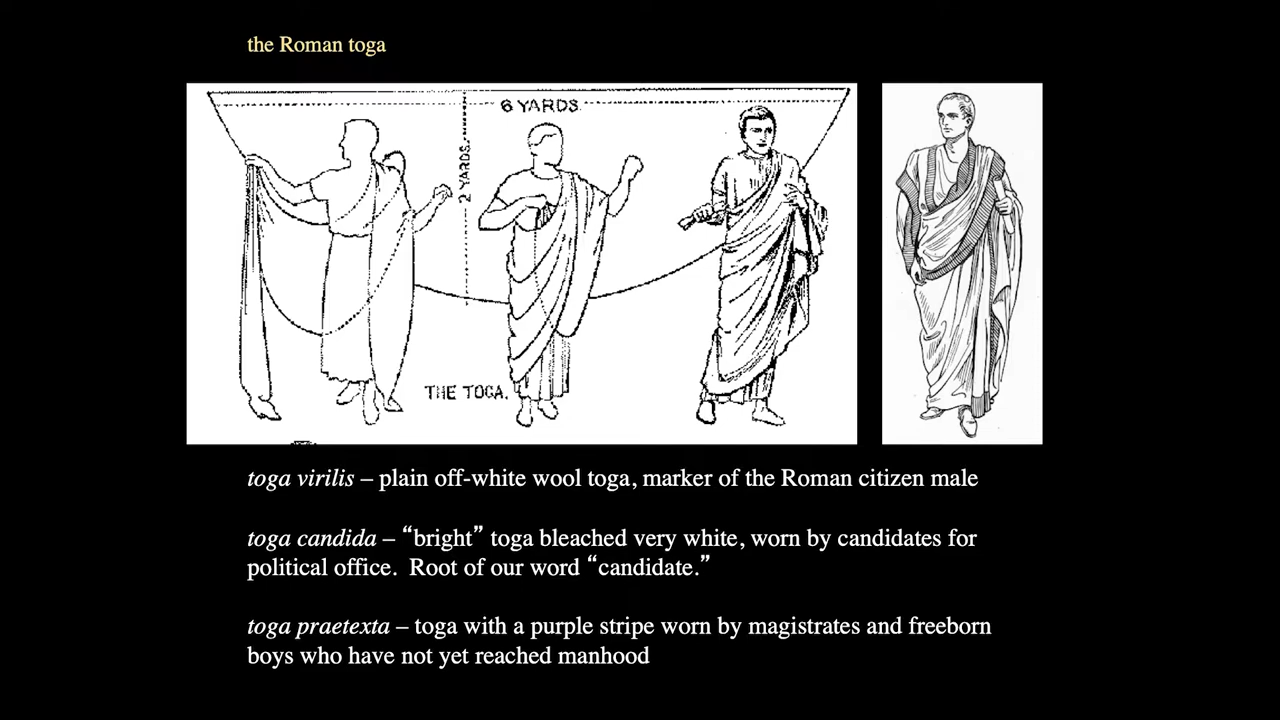 the Roman toga
6 YARDS
2 YARDS.
THE TOGA.
toga virilis – plain off-white wool toga, marker of the Roman citizen male
toga candida – “bright” toga bleached very white, worn by candidates for
political office.  Root of our word “candidate.”
toga praetexta – toga with a purple stripe worn by magistrates and freeborn
boys who have not yet reached manhood